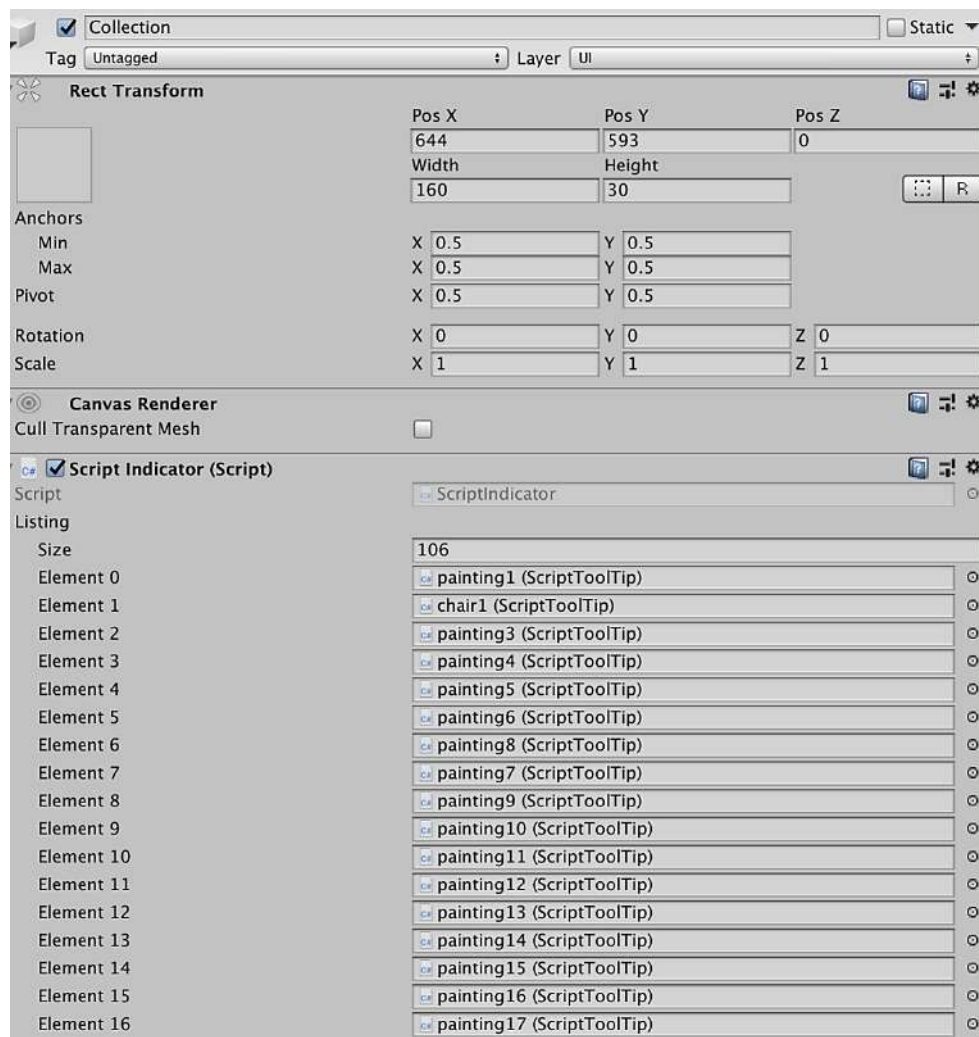 Collection Static
Tag Untagged Layer UI
Rect Transform
Pos X Pos Y Pos Z
644 593 0
Width Height
160 30 R
Anchors
Min X 0.5 Y 0.5
Max X 0.5 Y 0.5
Pivot X 0.5 Y 0.5
Rotation X 0 Y 0 Z 0
Scale X 1 Y 1 Z 1
Canvas Renderer
Cull Transparent Mesh
C# Script Indicator (Script)
Script ScriptIndicator
Listing
Size 106
Element 0 painting1 (ScriptToolTip)
Element 1 chair1 (ScriptToolTip)
Element 2 painting3 (ScriptToolTip)
Element 3 painting4 (ScriptToolTip)
Element 4 painting5 (ScriptToolTip)
Element 5 painting6 (ScriptToolTip)
Element 6 painting8 (ScriptToolTip)
Element 7 painting7 (ScriptToolTip)
Element 8 painting9 (ScriptToolTip)
Element 9 painting10 (ScriptToolTip)
Element 10 painting11 (ScriptToolTip)
Element 11 painting12 (ScriptToolTip)
Element 12 painting13 (ScriptToolTip)
Element 13 painting14 (ScriptToolTip)
Element 14 painting15 (ScriptToolTip)
Element 15 painting16 (ScriptToolTip)
Element 16 painting17 (ScriptToolTip)